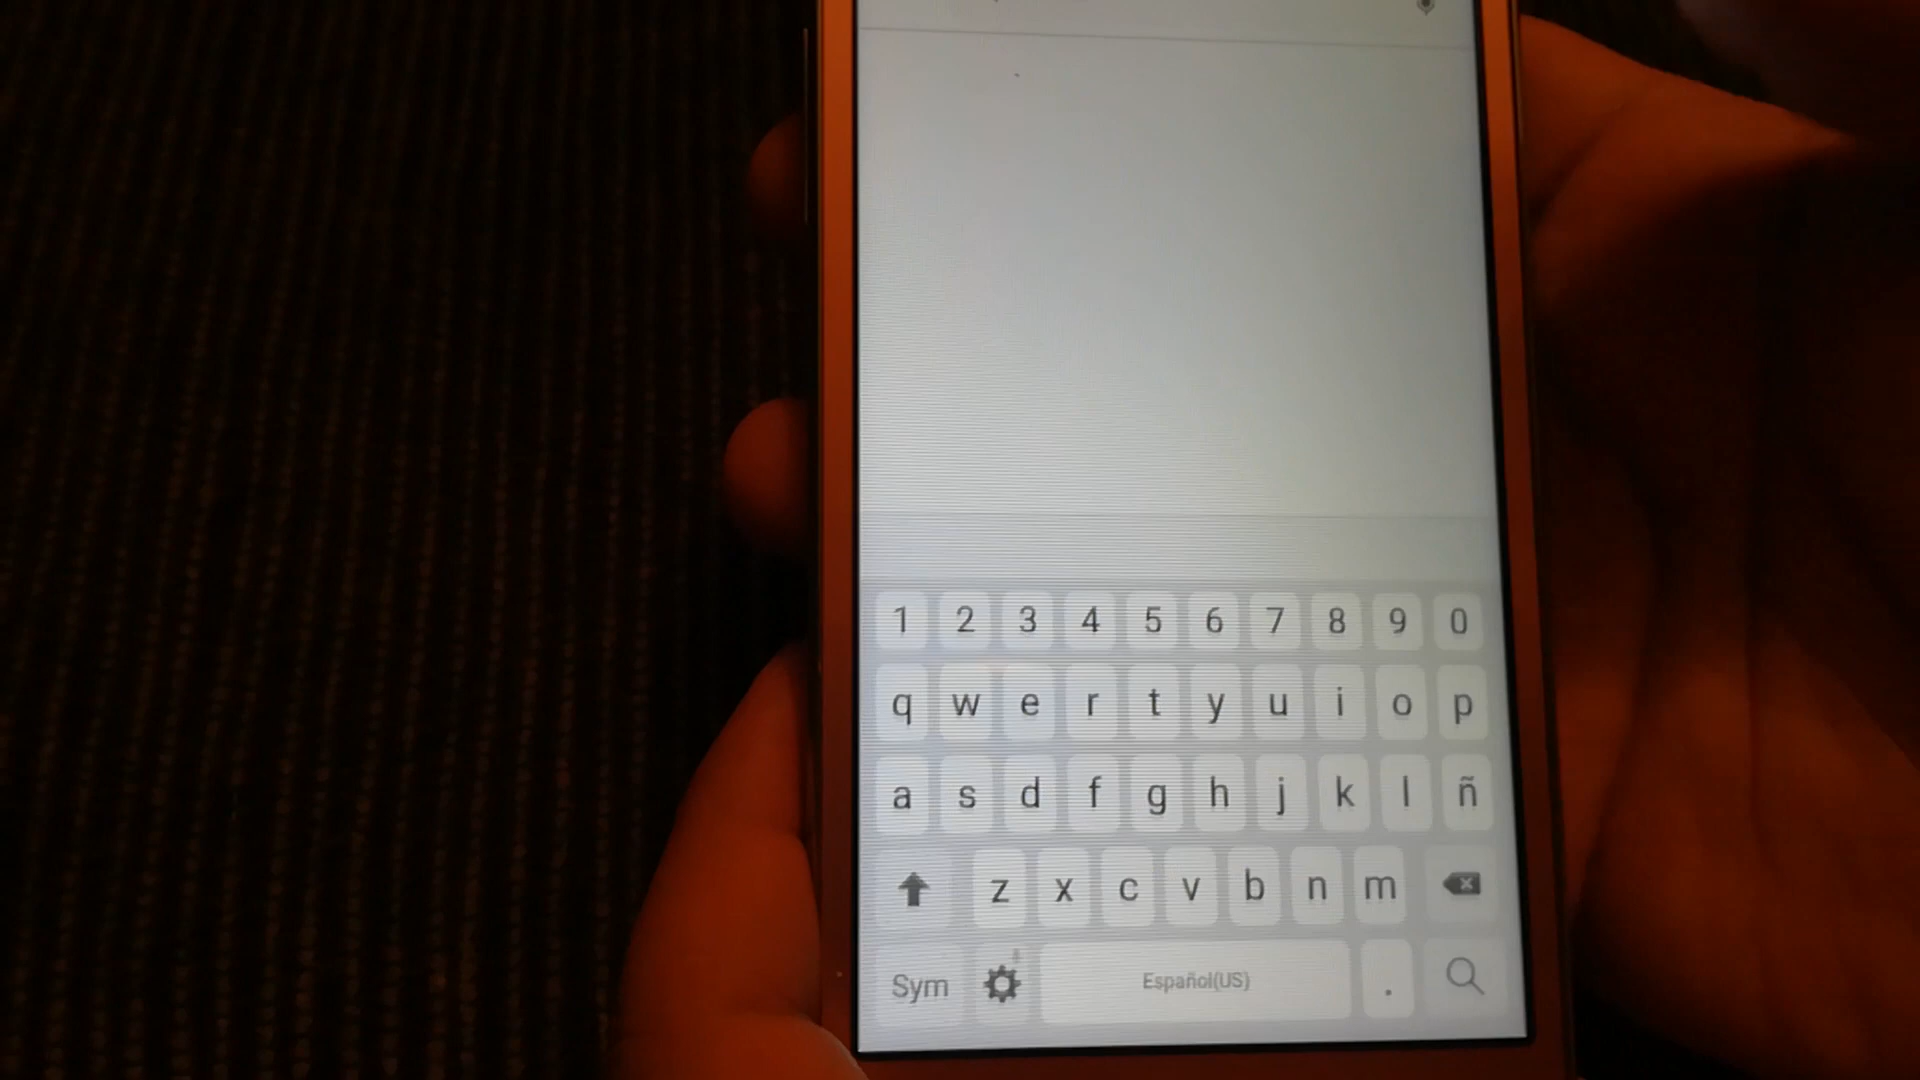 1 2 3 4 5 6 7 8 9 0
q w e r t y u i o p
a s d f g h j k l ñ
z x c v b n m
Sym Español(US) .